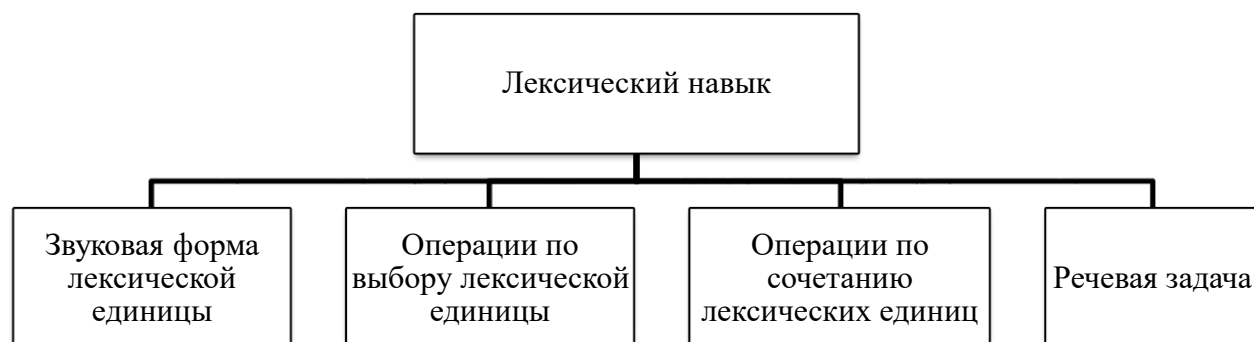 Лексический навык
Звуковая форма
лексической
единицы
Операции по
выбору лексической
единицы
Операции по
сочетанию
лексических единиц
Речевая задача